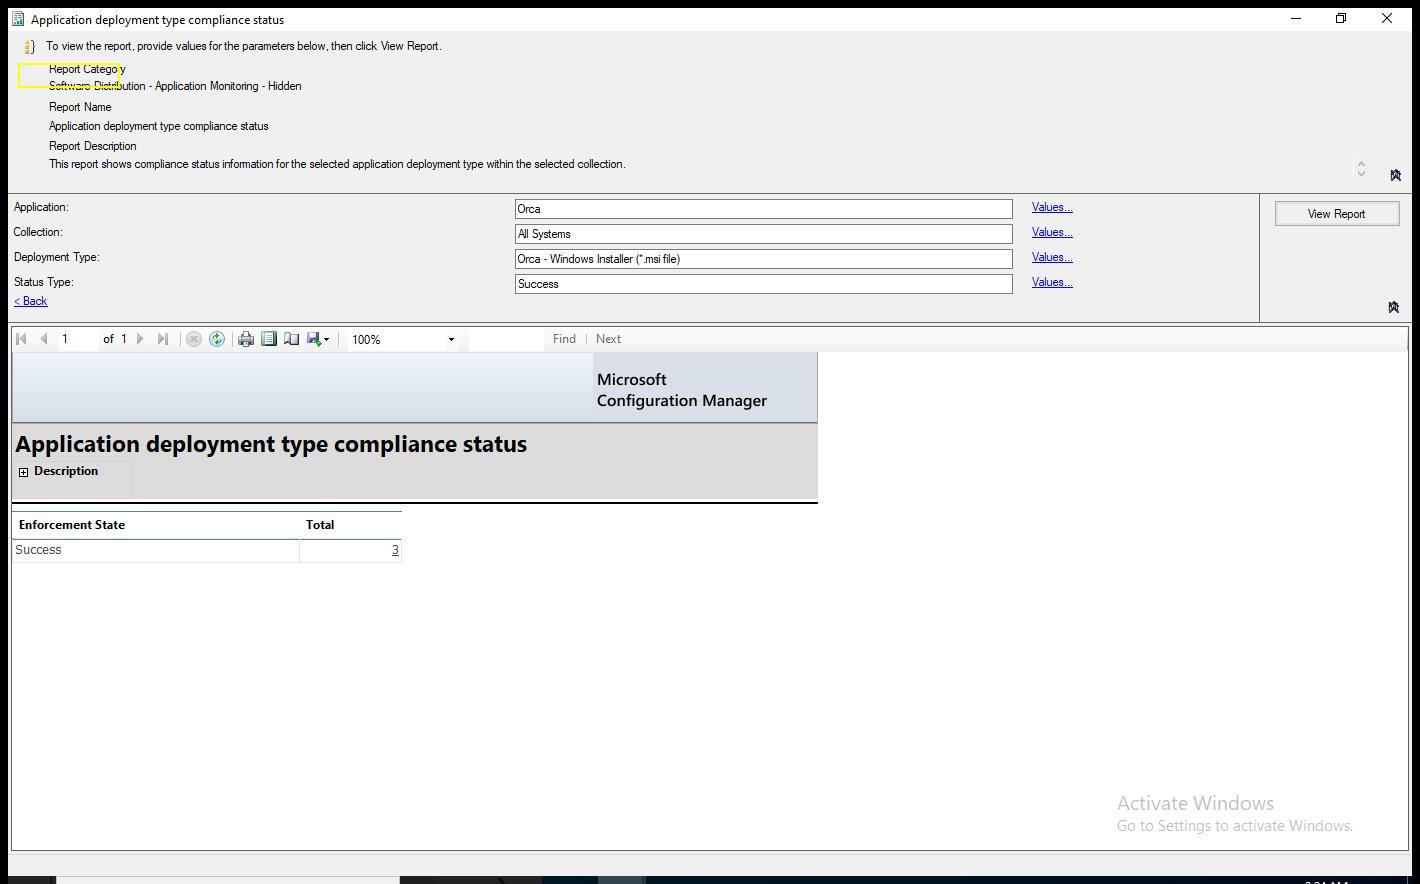 Application deployment type compliance status
To view the report, provide values for the parameters below, then click View Report.
Report Category
Software Distribution - Application Monitoring - Hidden
Report Name
Application deployment type compliance status
Report Description
This report shows compliance status information for the selected application deployment type within the selected collection.
Application: Orca Values... View Report
Collection: All Systems Values...
Deployment Type: Orca - Windows Installer (*.msi file) Values...
Status Type: Success Values...
< Back
1 of 1 100% Find | Next
Microsoft
Configuration Manager
Application deployment type compliance status
Description
Enforcement State Total
Success 3
Activate Windows
Go to Settings to activate Windows.